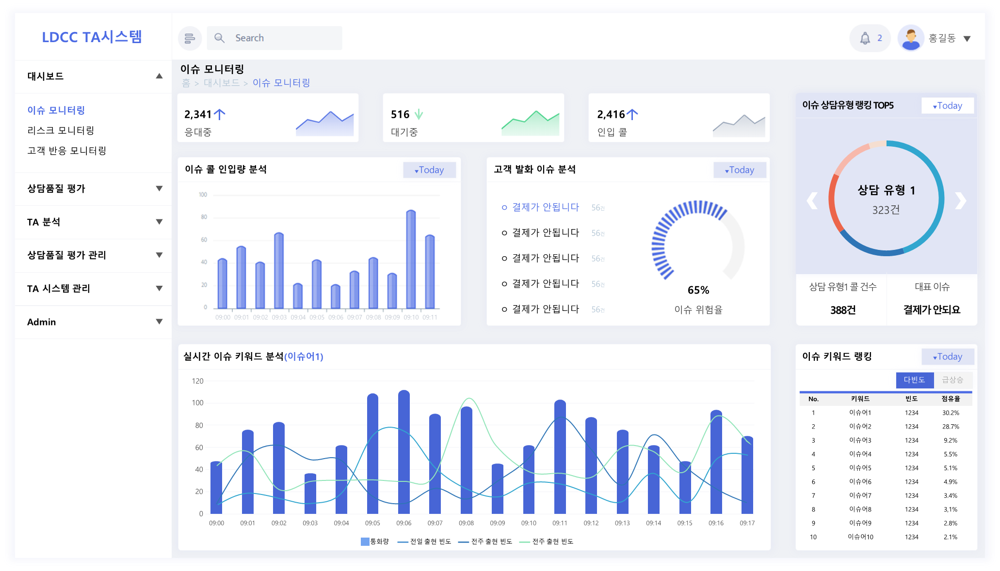 LDCC TA시스템
Search
2
홍길동 ▼
대시보드 ▲
이슈 모니터링
리스크 모니터링
고객 반응 모니터링
상담품질 평가 ▼
TA 분석 ▼
상담품질 평가 관리 ▼
TA 시스템 관리 ▼
Admin ▼
이슈 모니터링
홈 > 대시보드 > 이슈 모니터링
2,341
응대중
516
대기중
2,416
인입 콜
이슈 콜 인입량 분석
▼Today
100
80
60
40
20
0
09:00 09:01 09:02 09:03 09:04 09:05 09:06 09:07 09:08 09:09 09:10 09:11
고객 발화 이슈 분석
▼Today
결제가 안됩니다 56건
결제가 안됩니다 56건
결제가 안됩니다 56건
결제가 안됩니다 56건
결제가 안됩니다 56건
65%
이슈 위험율
이슈 상담유형 랭킹 TOP5
▼Today
상담 유형 1
323건
상담 유형1 콜 건수
388건
대표 이슈
결제가 안되요
실시간 이슈 키워드 분석(이슈어1)
120
100
80
60
40
20
0
09:00 09:01 09:02 09:03 09:04 09:05 09:06 09:07 09:08 09:09 09:10 09:11 09:12 09:13 09:14 09:15 09:16 09:17
통화량 전일 출현 빈도 전주 출현 빈도 전주 출현 빈도
이슈 키워드 랭킹
▼Today
다빈도 급상승
No. 키워드 빈도 점유율
1 이슈어1 1234 30.2%
2 이슈어2 1234 28.7%
3 이슈어3 1234 9.2%
4 이슈어4 1234 5.5%
5 이슈어5 1234 5.1%
6 이슈어6 1234 4.9%
7 이슈어7 1234 3.4%
8 이슈어8 1234 3,1%
9 이슈어9 1234 2.8%
10 이슈어10 1234 2.1%